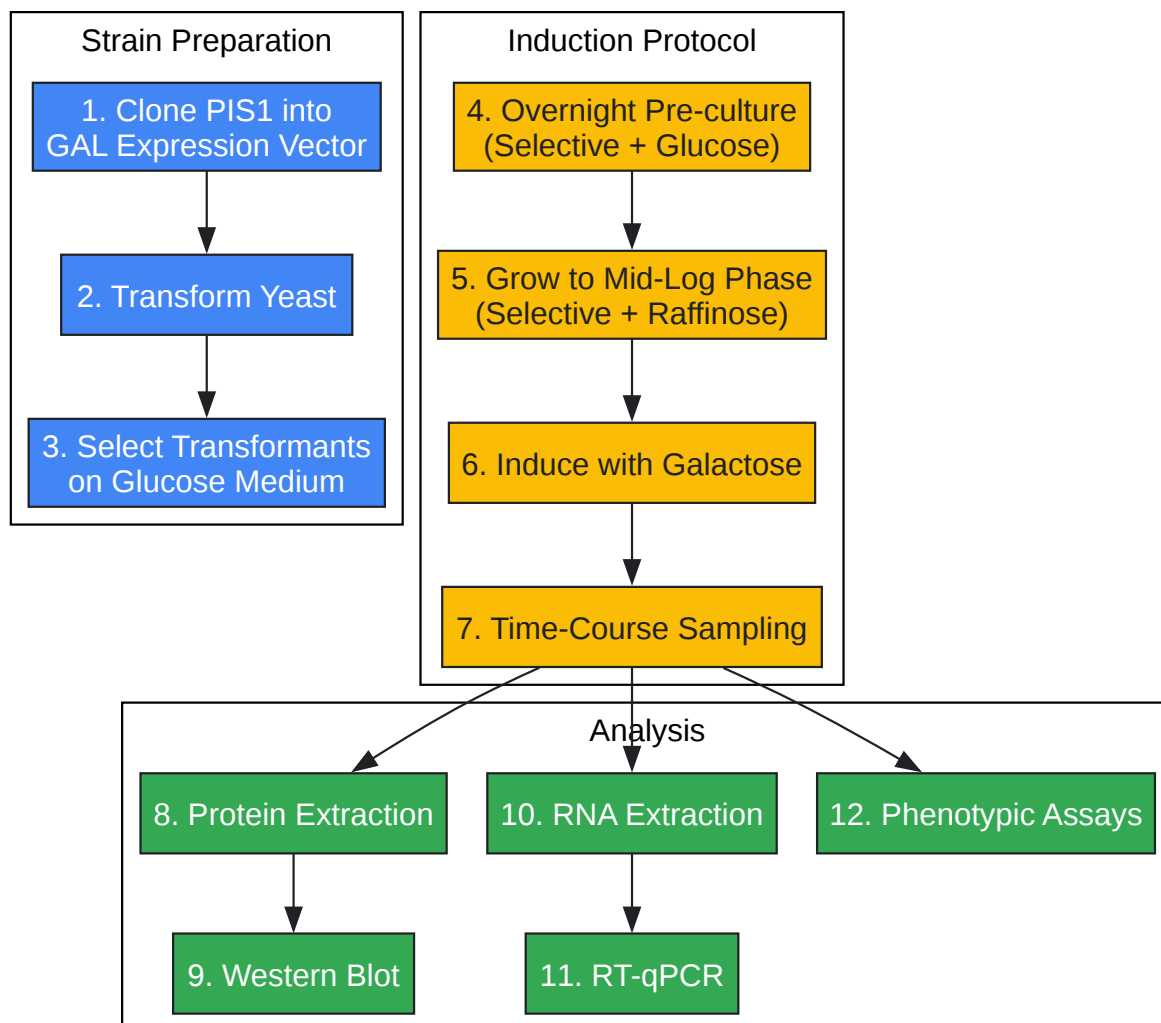 Strain Preparation
1. Clone PIS1 into
GAL Expression Vector
2. Transform Yeast
3. Select Transformants
on Glucose Medium
Induction Protocol
4. Overnight Pre-culture
(Selective + Glucose)
5. Grow to Mid-Log Phase
(Selective + Raffinose)
6. Induce with Galactose
7. Time-Course Sampling
Analysis
8. Protein Extraction
10. RNA Extraction
12. Phenotypic Assays
9. Western Blot
11. RT-qPCR